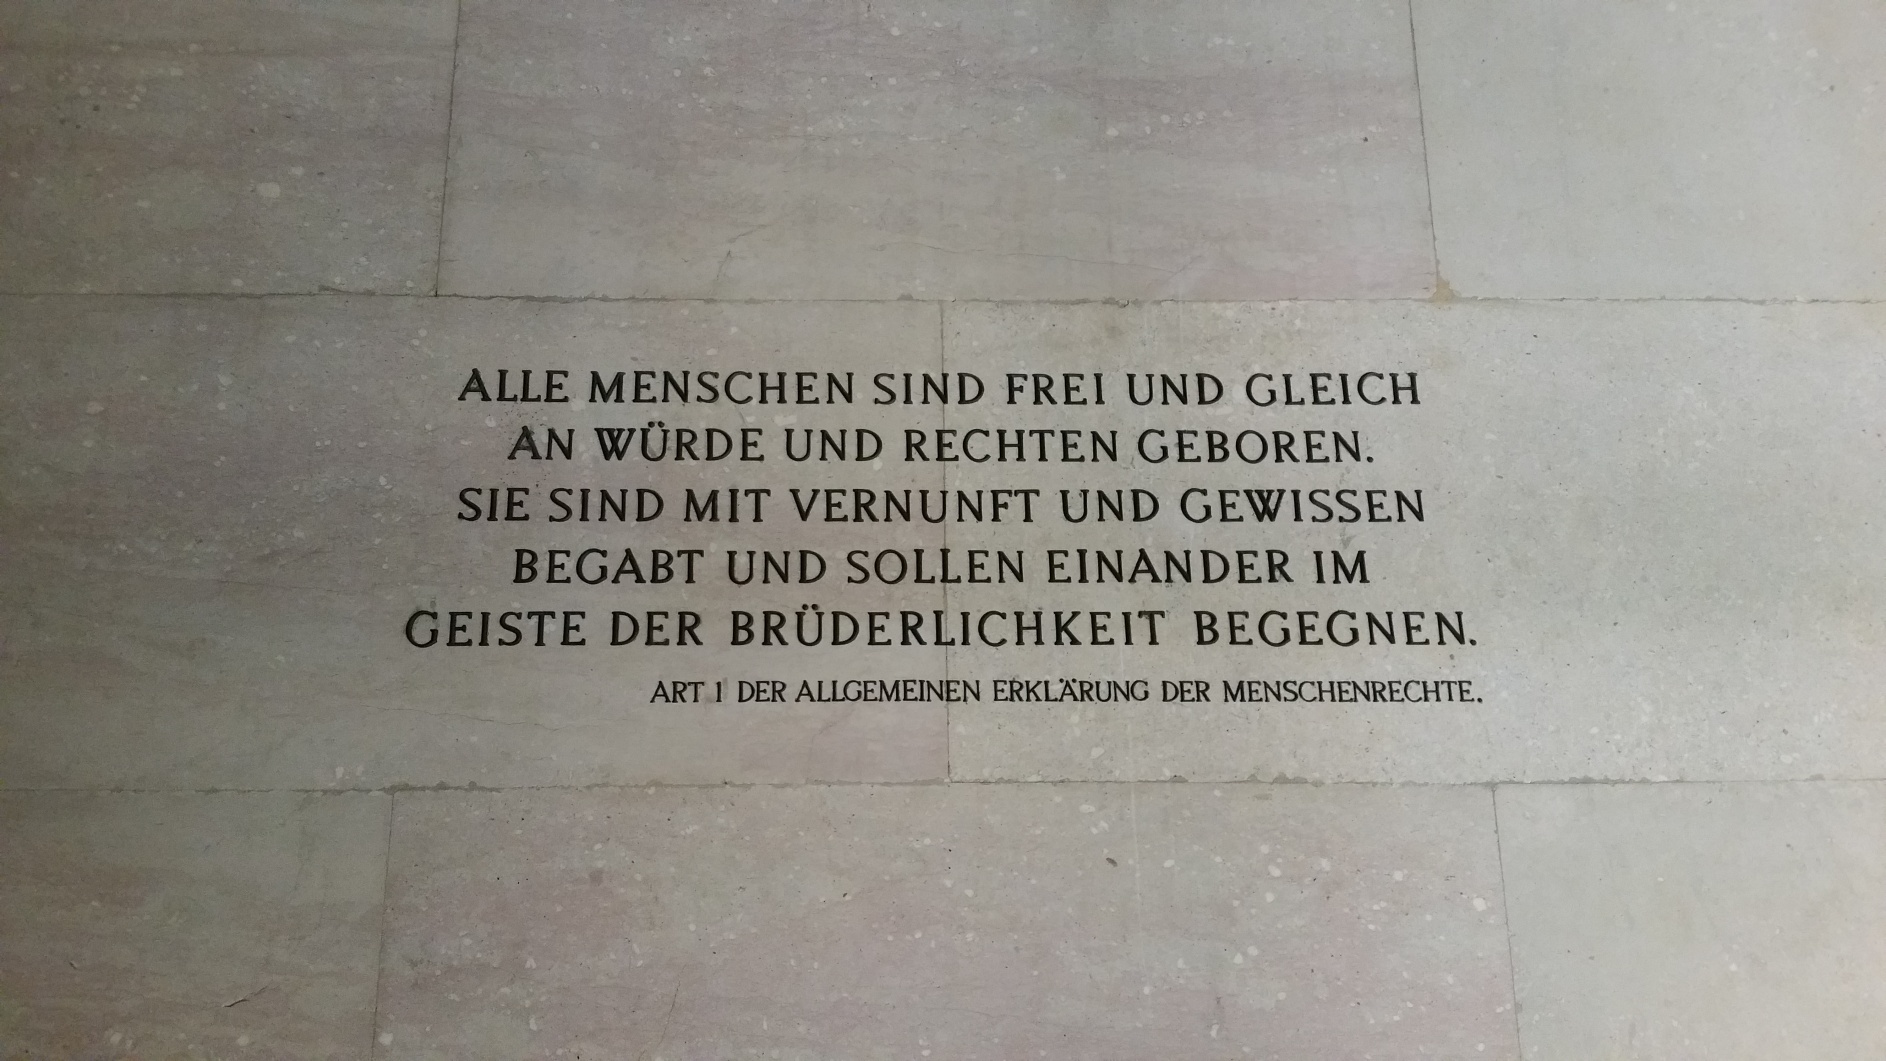 ALLE MENSCHEN SIND FREI UND GLEICH
AN WÜRDE UND RECHTEN GEBOREN.
SIE SIND MIT VERNUNFT UND GEWISSEN
BEGABT UND SOLLEN EINANDER IM
GEISTE DER BRÜDERLICHKEIT BEGEGNEN.
ART 1 DER ALLGEMEINEN ERKLÄRUNG DER MENSCHENRECHTE.